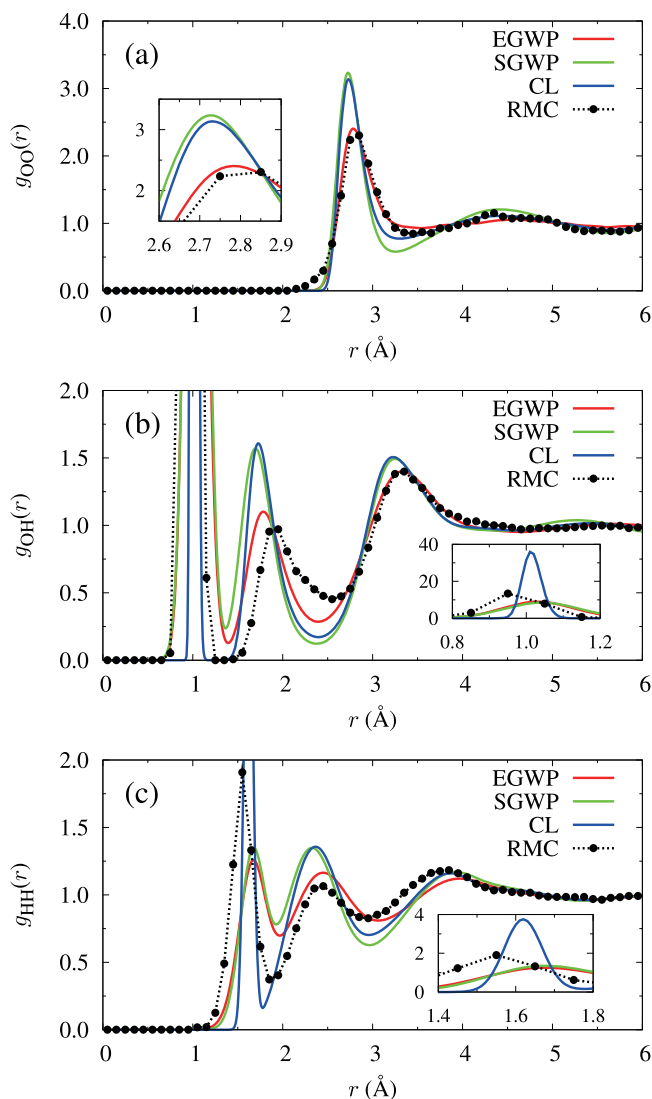 4.0
3.0
2.0
1.0
0.0
g_OO(r)
(a)
EGWP
SGWP
CL
RMC
3
2
2.6 2.7 2.8 2.9
0 1 2 3 4 5 6
r (Å)
2.0
1.5
1.0
0.5
0.0
g_OH(r)
(b)
EGWP
SGWP
CL
RMC
40
20
0
0.8 1.0 1.2
0 1 2 3 4 5 6
r (Å)
2.0
1.5
1.0
0.5
0.0
g_HH(r)
(c)
EGWP
SGWP
CL
RMC
4
2
0
1.4 1.6 1.8
0 1 2 3 4 5 6
r (Å)